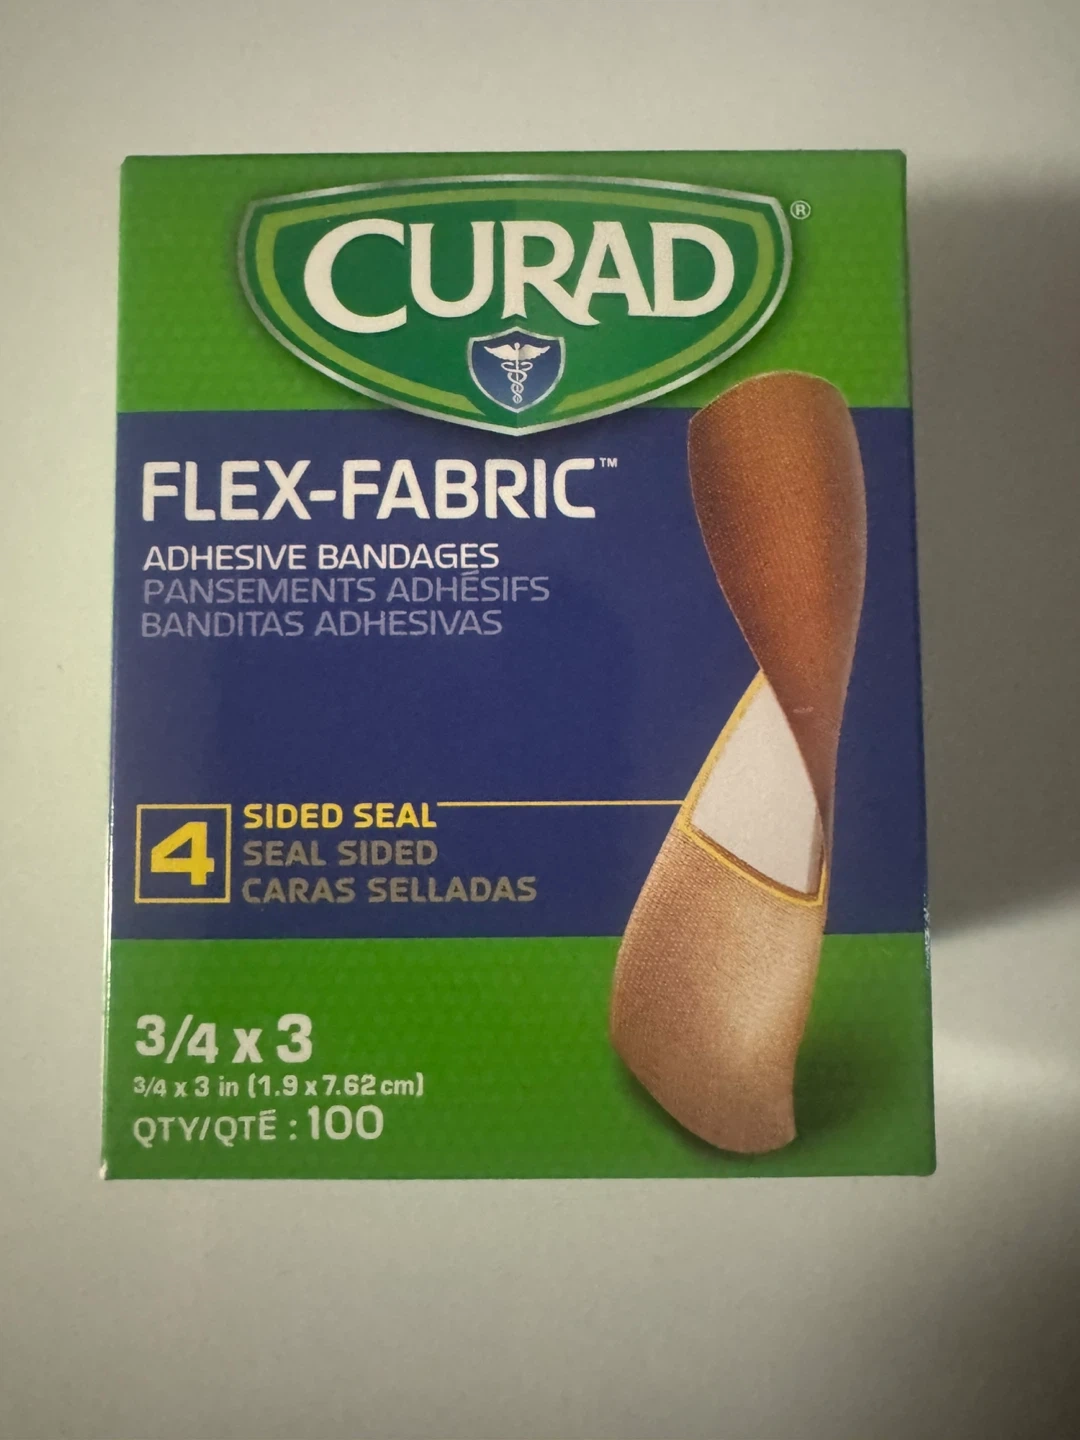 CURAD®
FLEX-FABRIC™
ADHESIVE BANDAGES
PANSEMENTS ADHÉSIFS
BANDITAS ADHESIVAS
4 SIDED SEAL
SEAL SIDED
CARAS SELLADAS
3/4 x 3
3/4 x 3 in (1.9 x 7.62 cm)
QTY/QTÉ : 100